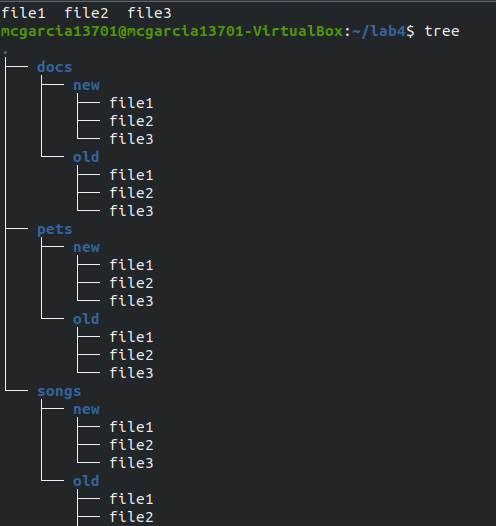 file1  file2  file3
mcgarcia13701@mcgarcia13701-VirtualBox:~/lab4$ tree
.
├── docs
│   ├── new
│   │   ├── file1
│   │   ├── file2
│   │   └── file3
│   └── old
│       ├── file1
│       ├── file2
│       └── file3
├── pets
│   ├── new
│   │   ├── file1
│   │   ├── file2
│   │   └── file3
│   └── old
│       ├── file1
│       ├── file2
│       └── file3
└── songs
    ├── new
    │   ├── file1
    │   ├── file2
    │   └── file3
    └── old
        ├── file1
        ├── file2